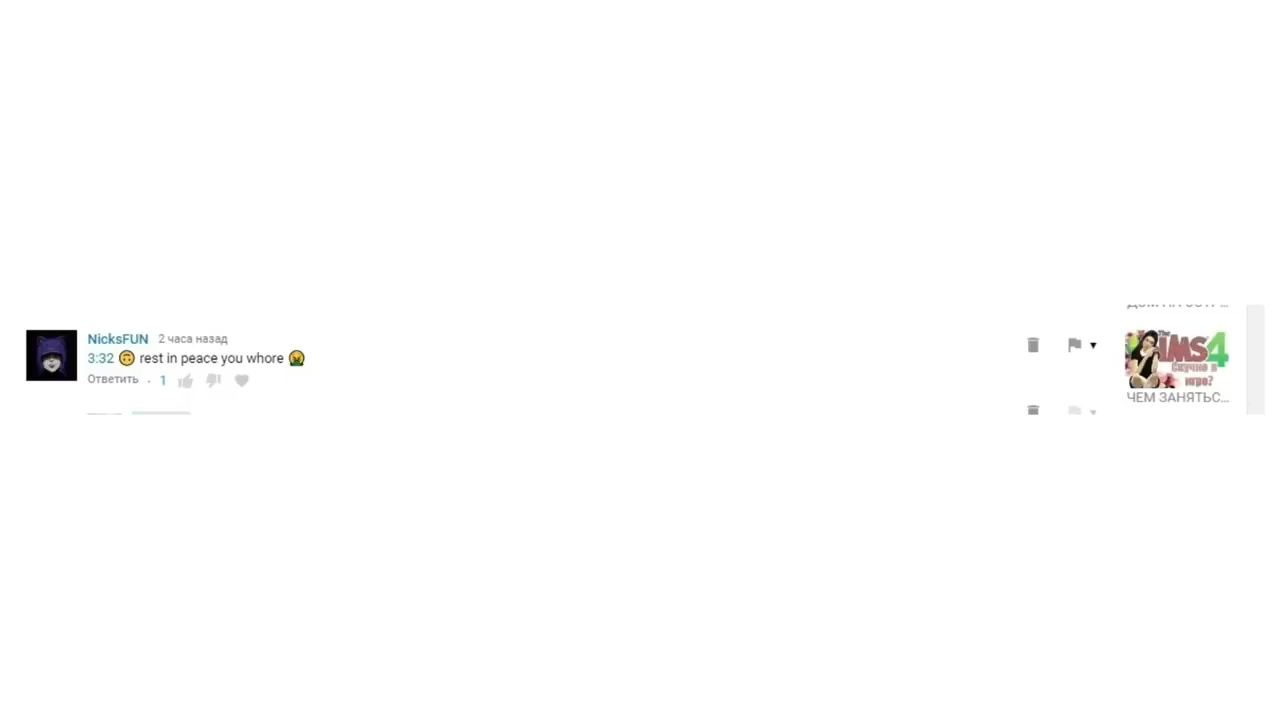 NicksFUN 2 часа назад
3:32 🙃 rest in peace you whore 🤮
Ответить · 1
The
SIMS 4
Скучно в
игре?
ЧЕМ ЗАНЯТЬС...